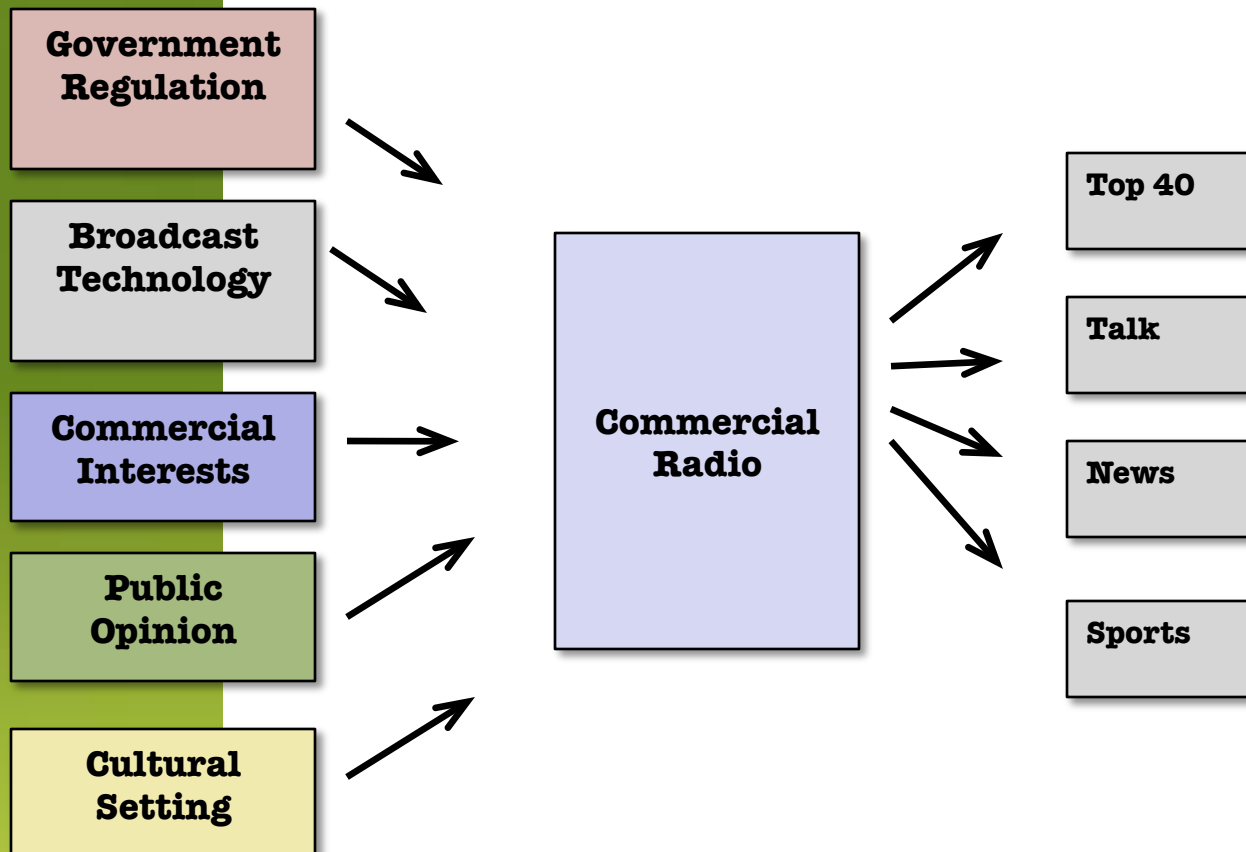 Government
Regulation
Broadcast
Technology
Commercial
Interests
Public
Opinion
Cultural
Setting
Commercial
Radio
Top 40
Talk
News
Sports